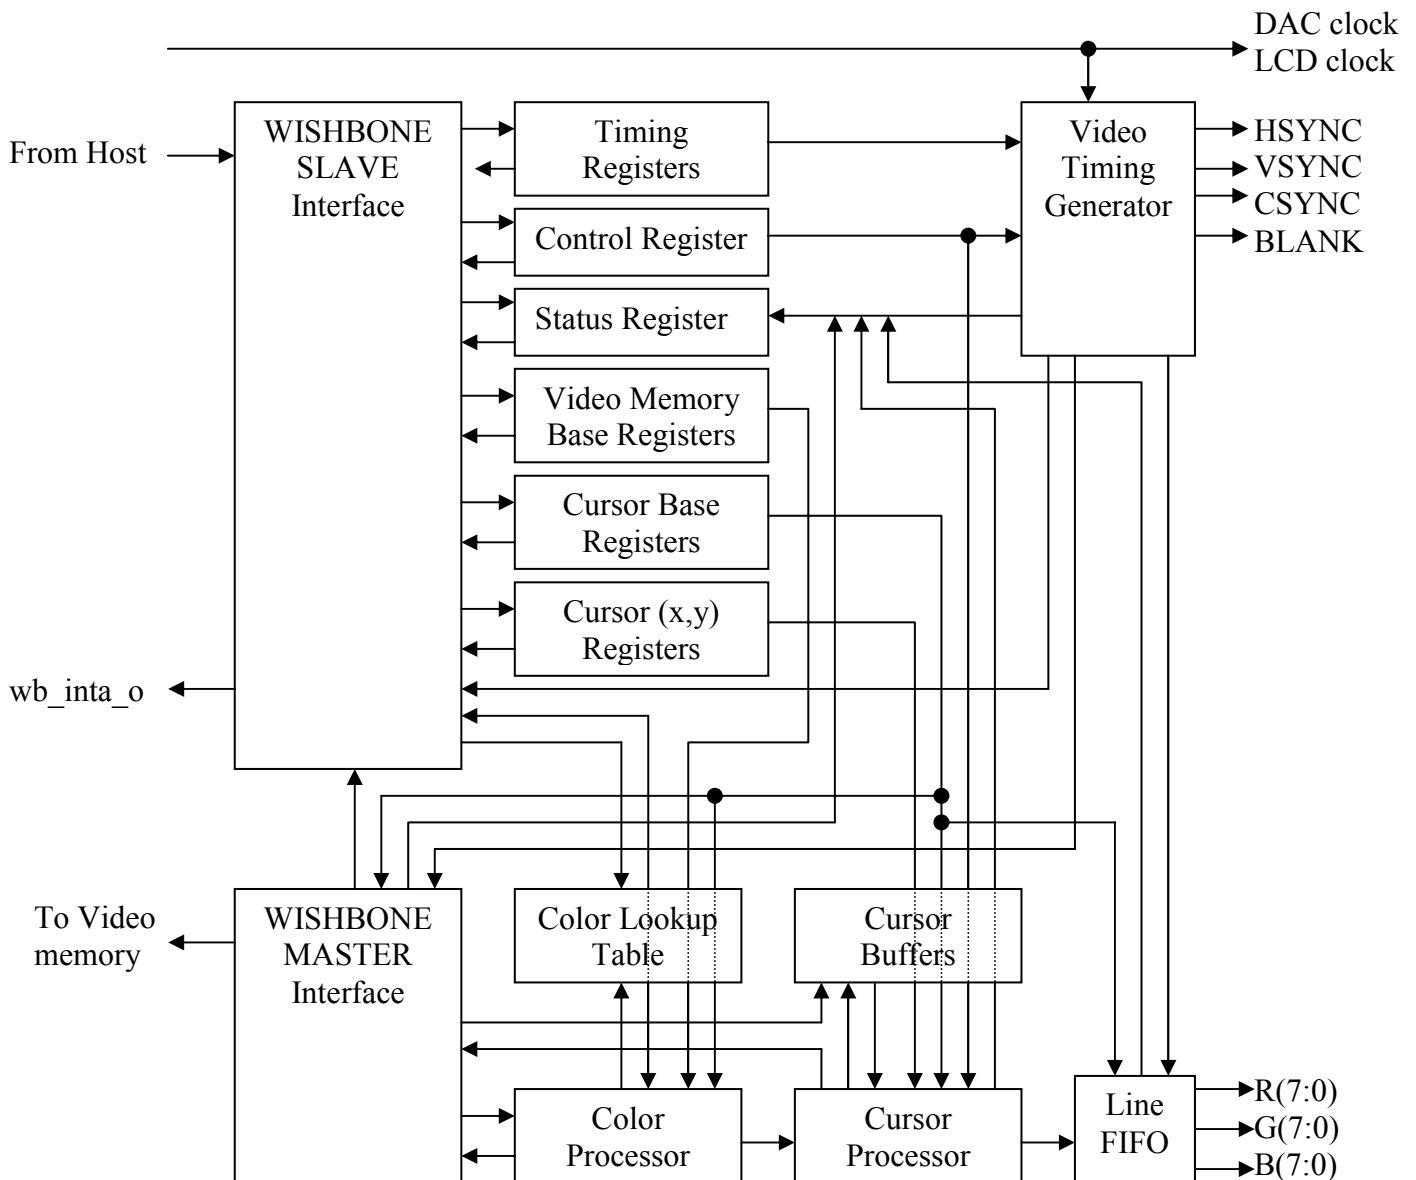 DAC clock
LCD clock
From Host
WISHBONE
SLAVE
Interface
Timing
Registers
Video
Timing
Generator
HSYNC
VSYNC
CSYNC
BLANK
Control Register
Status Register
Video Memory
Base Registers
Cursor Base
Registers
Cursor (x,y)
Registers
wb_inta_o
To Video
memory
WISHBONE
MASTER
Interface
Color Lookup
Table
Cursor
Buffers
Color
Processor
Cursor
Processor
Line
FIFO
R(7:0)
G(7:0)
B(7:0)